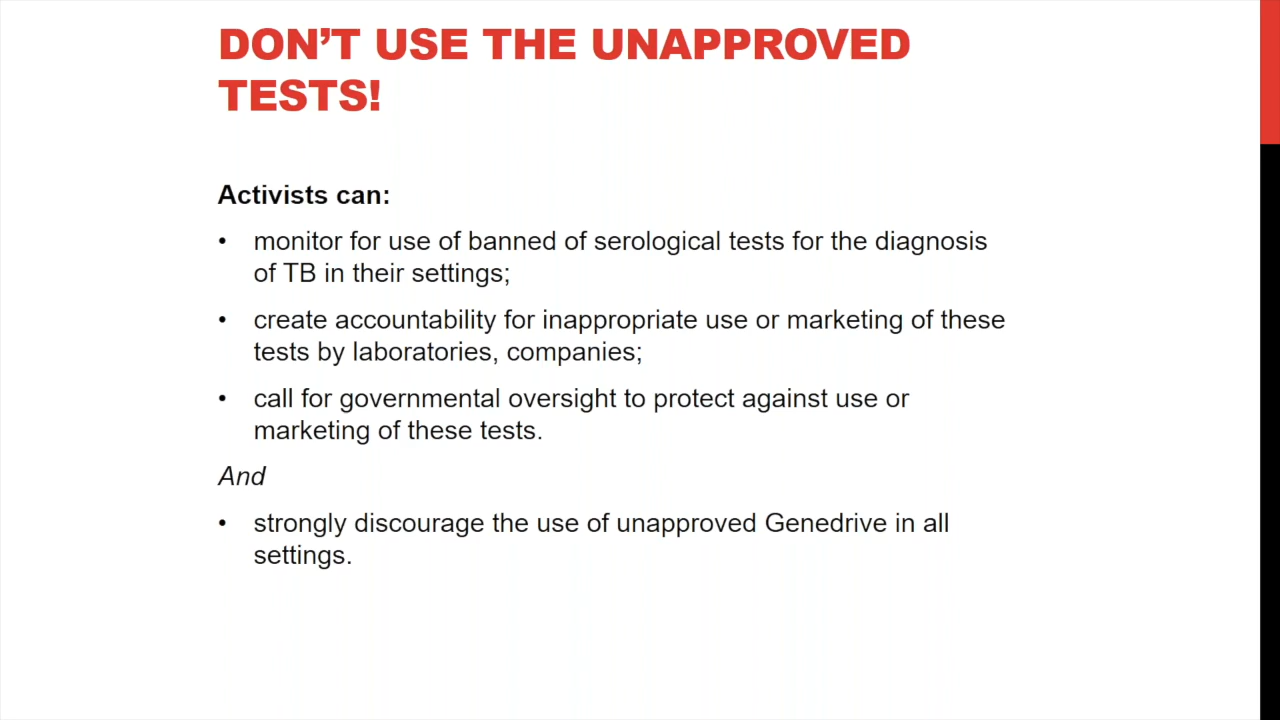 DON'T USE THE UNAPPROVED
TESTS!
Activists can:
• monitor for use of banned of serological tests for the diagnosis
of TB in their settings;
• create accountability for inappropriate use or marketing of these
tests by laboratories, companies;
• call for governmental oversight to protect against use or
marketing of these tests.
And
• strongly discourage the use of unapproved Genedrive in all
settings.